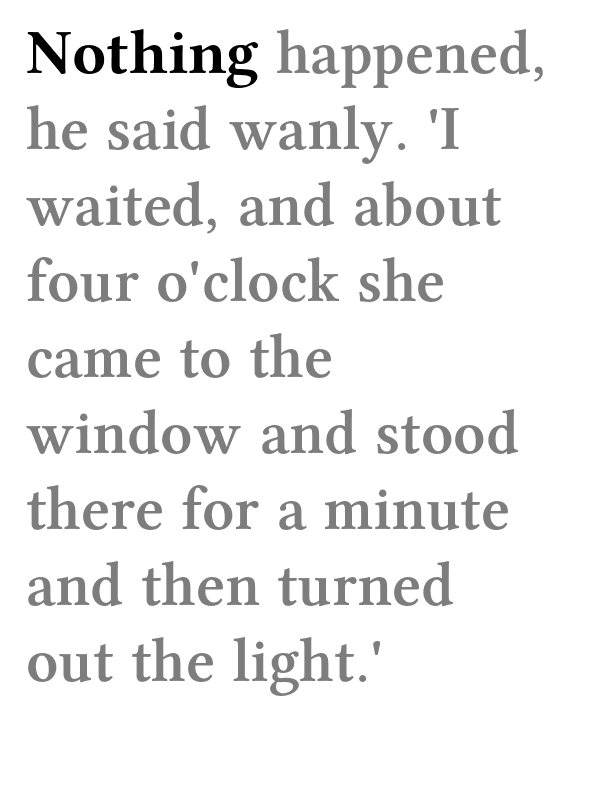 Nothing happened,
he said wanly. 'I
waited, and about
four o'clock she
came to the
window and stood
there for a minute
and then turned
out the light.'